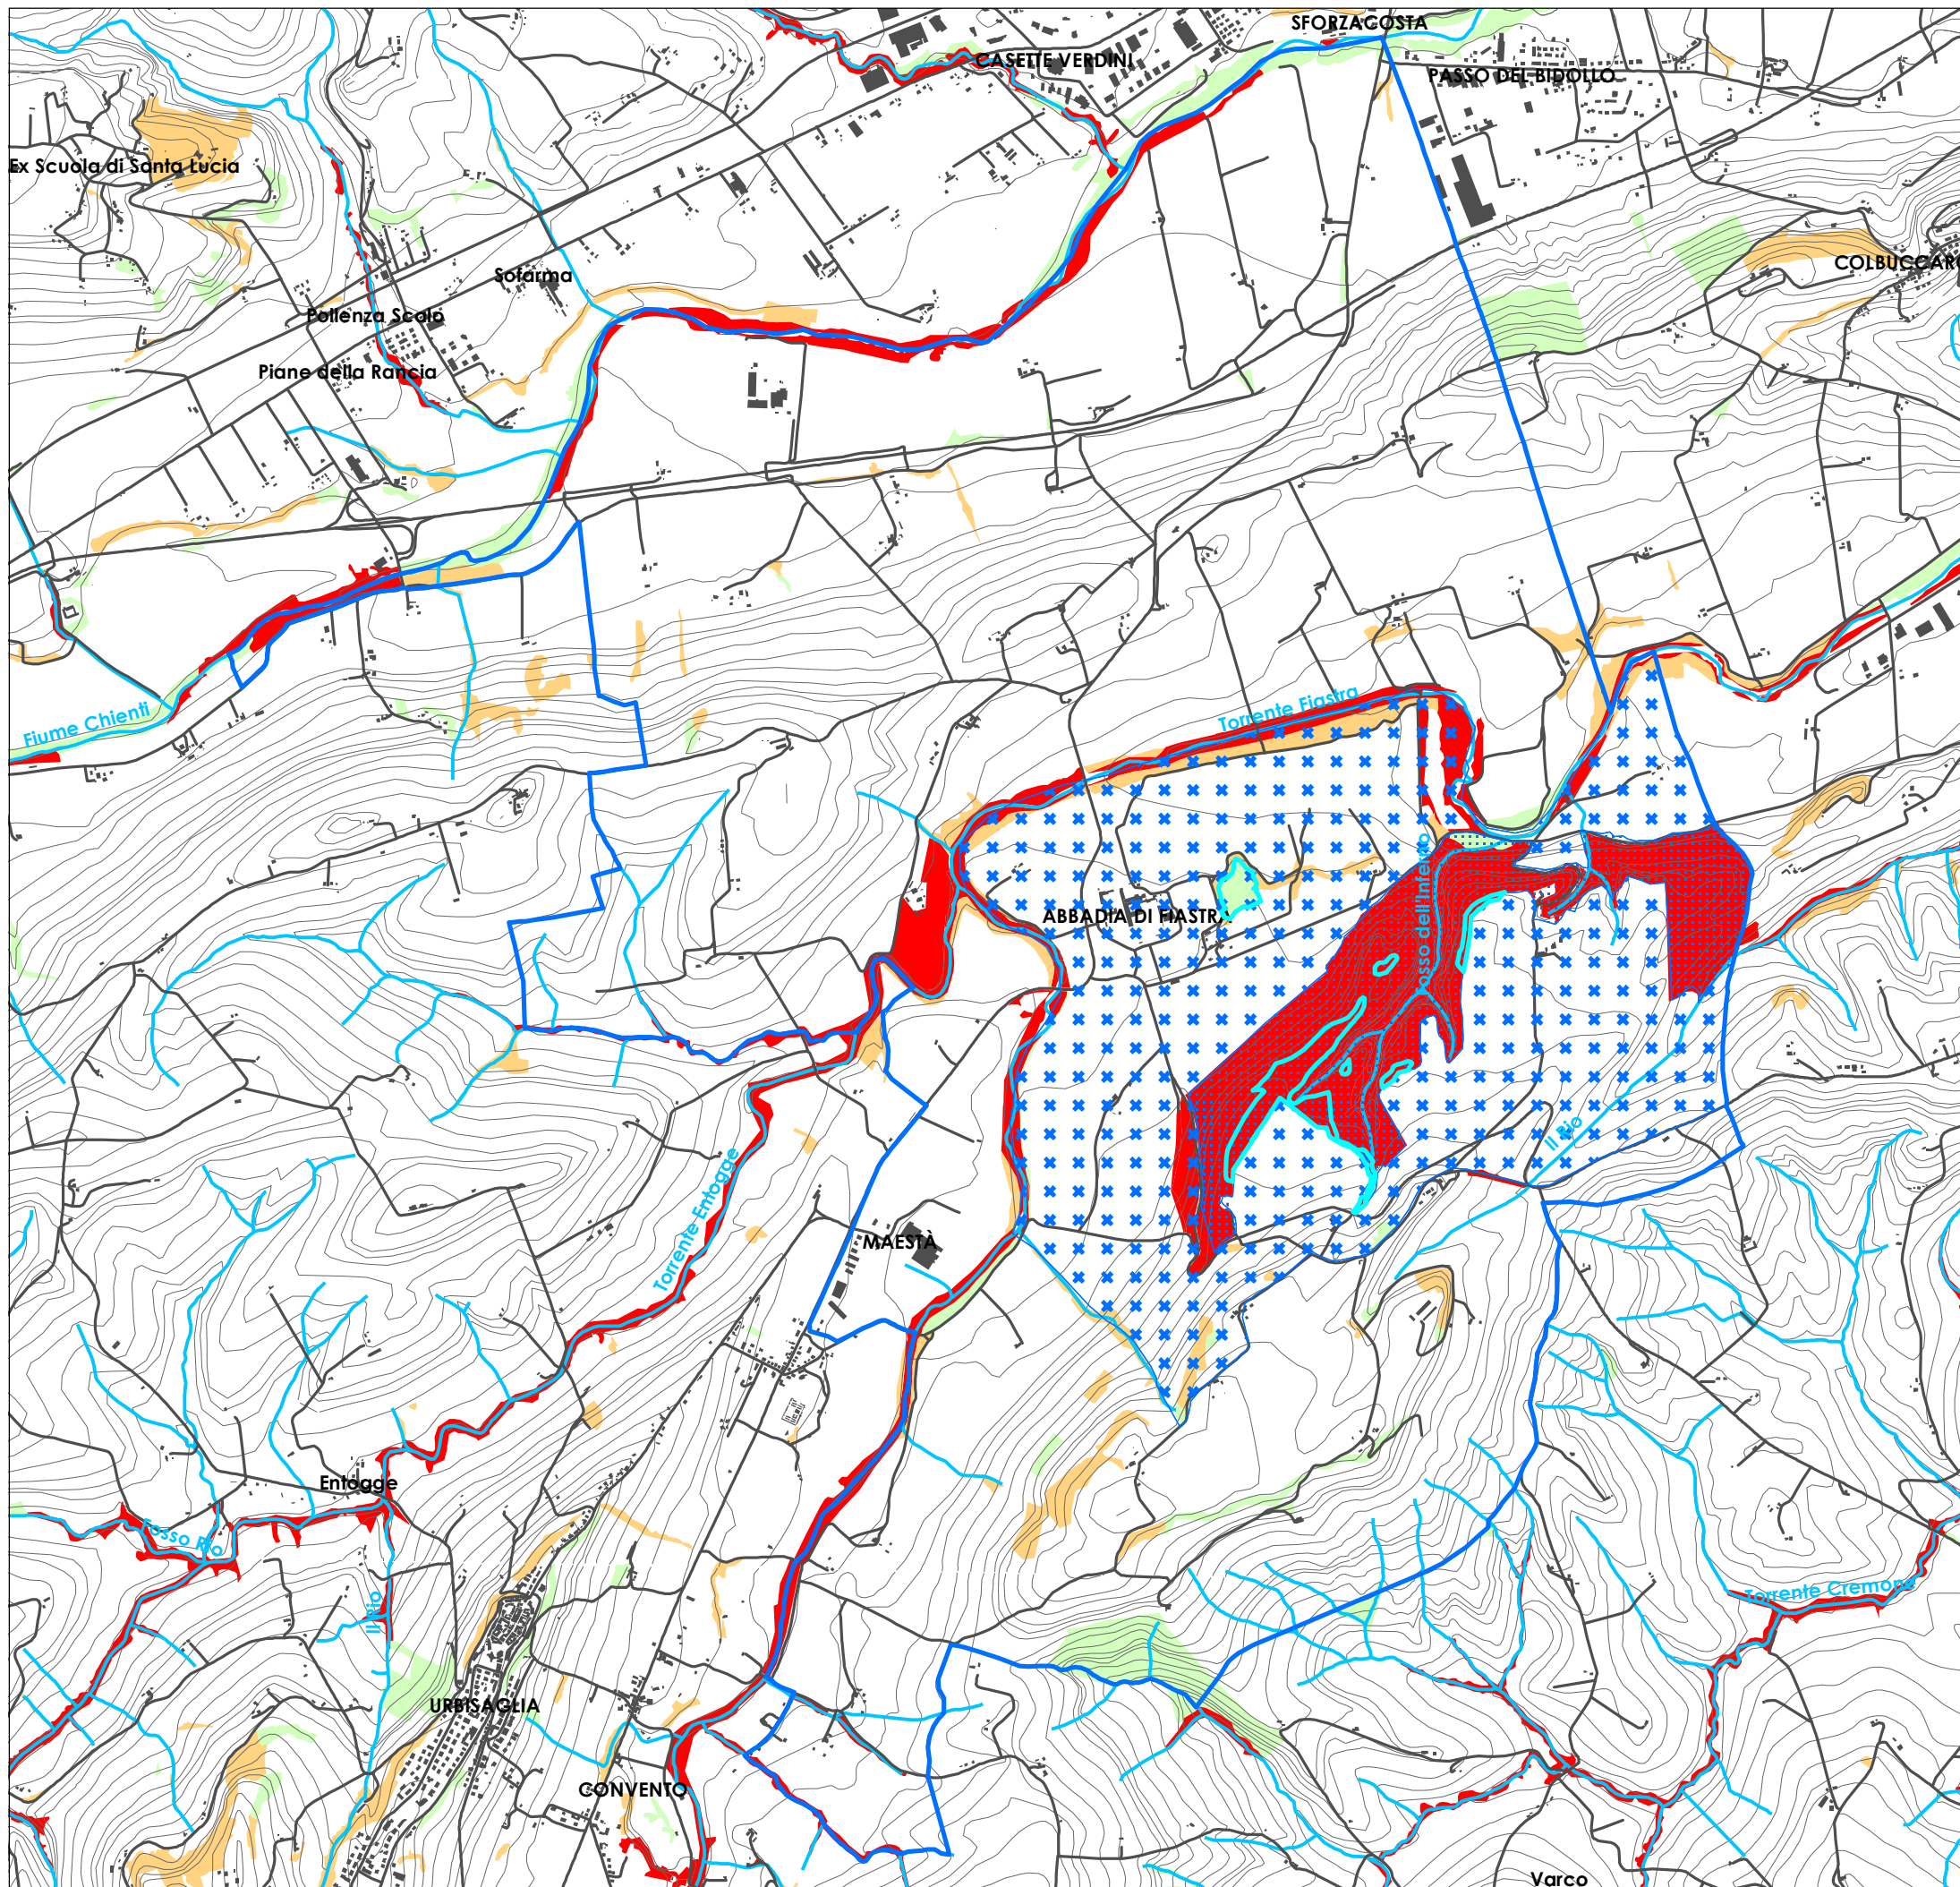 SFORZACOSTA
CASETTE VERDINI
PASSO DEL BIDOLLO
Ex Scuola di Santa Lucia
COLBUCCARO
Sofarma
Pollenza Scalo
Piane della Rancia
Torrente Fiastra
Fiume Chienti
Fosso dell'Inferno
ABBADIA DI FIASTRA
Il Rio
Torrente Entogge
MAESTÀ
Entogge
Fosso Rio
Torrente Cremone
Il Rio
URBISAGLIA
CONVENTO
Varco